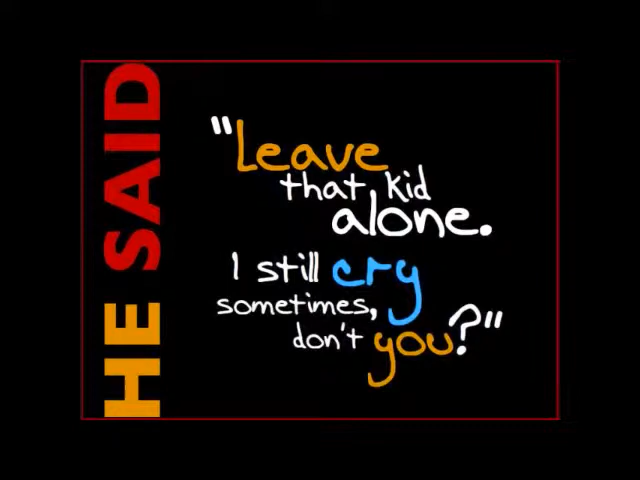 HE SAID
"Leave
that kid
alone.
I still cry
sometimes,
don't you?"